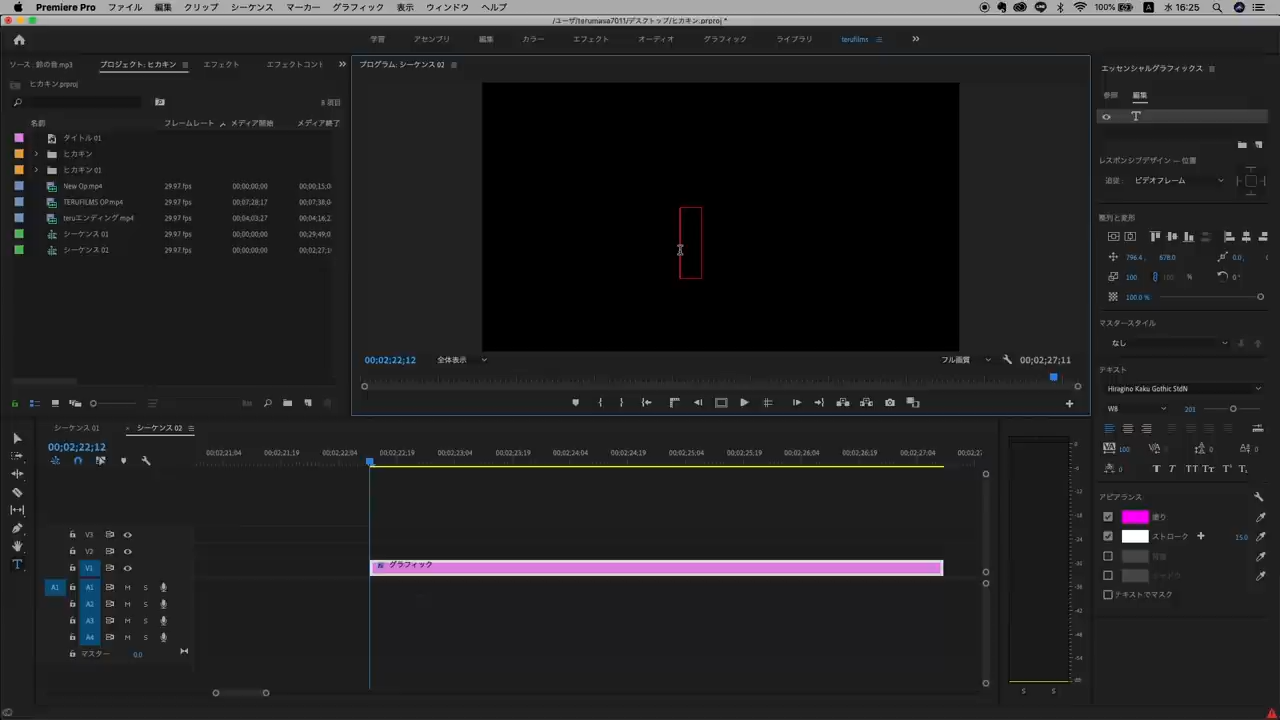 Premiere Pro ファイル 編集 クリップ シーケンス マーカー グラフィック 表示 ウィンドウ ヘルプ 100% 水 16:25
/ユーザ/terumasa7011/デスクトップ/ヒカキン.prproj *
学習 アセンブリ 編集 カラー エフェクト オーディオ グラフィック ライブラリ terufilms
ソース: 鈴の音.mp3 プロジェクト: ヒカキン エフェクト エフェクトコント
プログラム: シーケンス 02
エッセンシャルグラフィックス
ヒカキン.prproj
参照 編集
8 項目
名前 フレームレート メディア開始 メディア終了
タイトル 01
ヒカキン
ヒカキン 01
New Op.mp4 29.97 fps 00;00;00;00 00;00;15;0
TERUFILMS OP.mp4 29.97 fps 00;07;28;17 00;07;38;0
teruエンディング.mp4 29.97 fps 00;04;03;27 00;04;16;2
シーケンス 01 29.97 fps 00;00;00;00 00;29;49;0
シーケンス 02 29.97 fps 00;00;00;00 00;02;27;1
00;02;22;12 全体表示 フル画質 00;02;27;11
レスポンシブデザイン — 位置
追従: ビデオフレーム
整列と変形
796.4 , 678.0 0.0 ,
100 100 % 0 °
100.0 %
マスタースタイル
なし
テキスト
Hiragino Kaku Gothic StdN
W8 201
100 0 0
0
アピアランス
塗り
ストローク 15.0
背景
シャドウ
テキストでマスク
シーケンス 01 シーケンス 02
00;02;22;12
00;02;21;04 00;02;21;19 00;02;22;04 00;02;22;19 00;02;23;04 00;02;23;19 00;02;24;04 00;02;24;19 00;02;25;04 00;02;25;19 00;02;26;04 00;02;26;19 00;02;27;04 00;02;27
V3
V2
V1 グラフィック
A1 A1 M S
A2 M S
A3 M S
A4 M S
マスター 0.0
S S